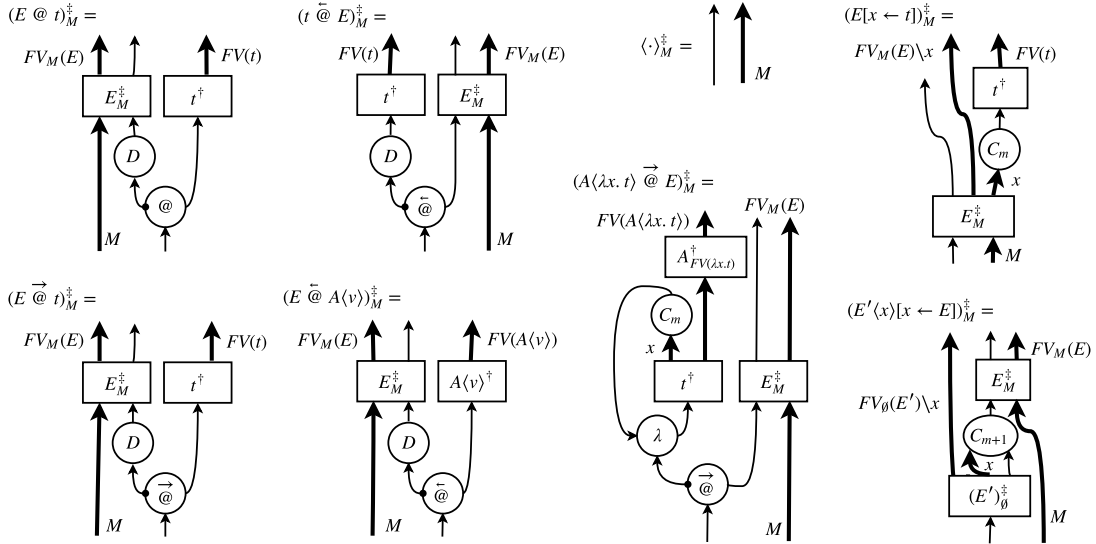 (E @ t)‡M =
FVM(E)
FV(t)
E‡M
t†
D
@
M
(t @⃖ E)‡M =
FV(t)
FVM(E)
t†
E‡M
D
@⃖
M
⟨·⟩‡M =
M
(E[x ← t])‡M =
FVM(E)\x
FV(t)
t†
Cm
x
E‡M
M
(E @⃗ t)‡M =
FVM(E)
FV(t)
E‡M
t†
D
@⃗
M
(E @⃖ A⟨v⟩)‡M =
FVM(E)
FV(A⟨v⟩)
E‡M
A⟨v⟩†
D
@⃖
M
(A⟨λx. t⟩ @⃗ E)‡M =
FVM(E)
FV(A⟨λx. t⟩)
A†FV(λx.t)
Cm
x
t†
E‡M
λ
@⃗
M
(E′⟨x⟩[x ← E])‡M =
FVM(E)
E‡M
FV∅(E′)\x
Cm+1
x
(E′)‡∅
M